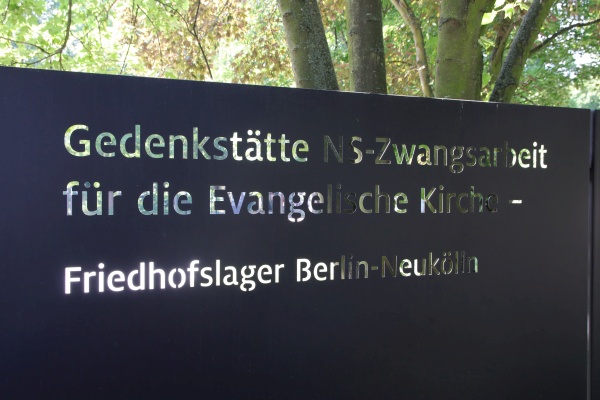 Gedenkstätte NS-Zwangsarbeit
für die Evangelische Kirche –
Friedhofslager Berlin-Neukölln